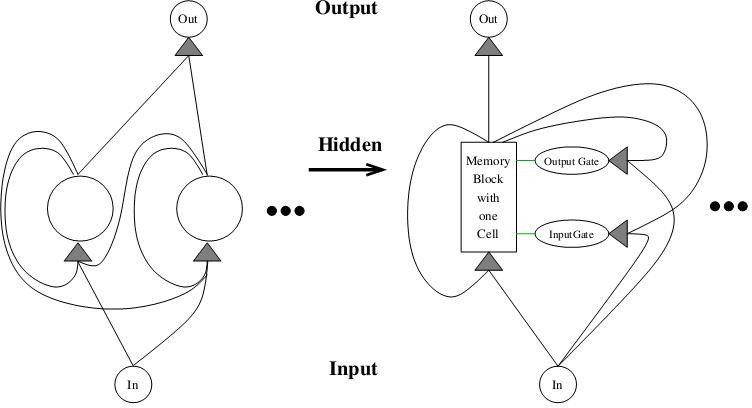 Out
Output
Out
Hidden
Memory
Block
with
one
Cell
Output Gate
InputGate
Input
In
In